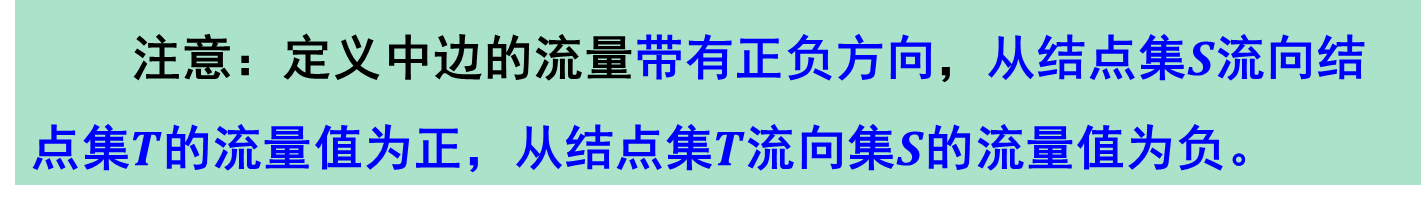 注意：定义中边的流量带有正负方向，从结点集S流向结
点集T的流量值为正，从结点集T流向集S的流量值为负。